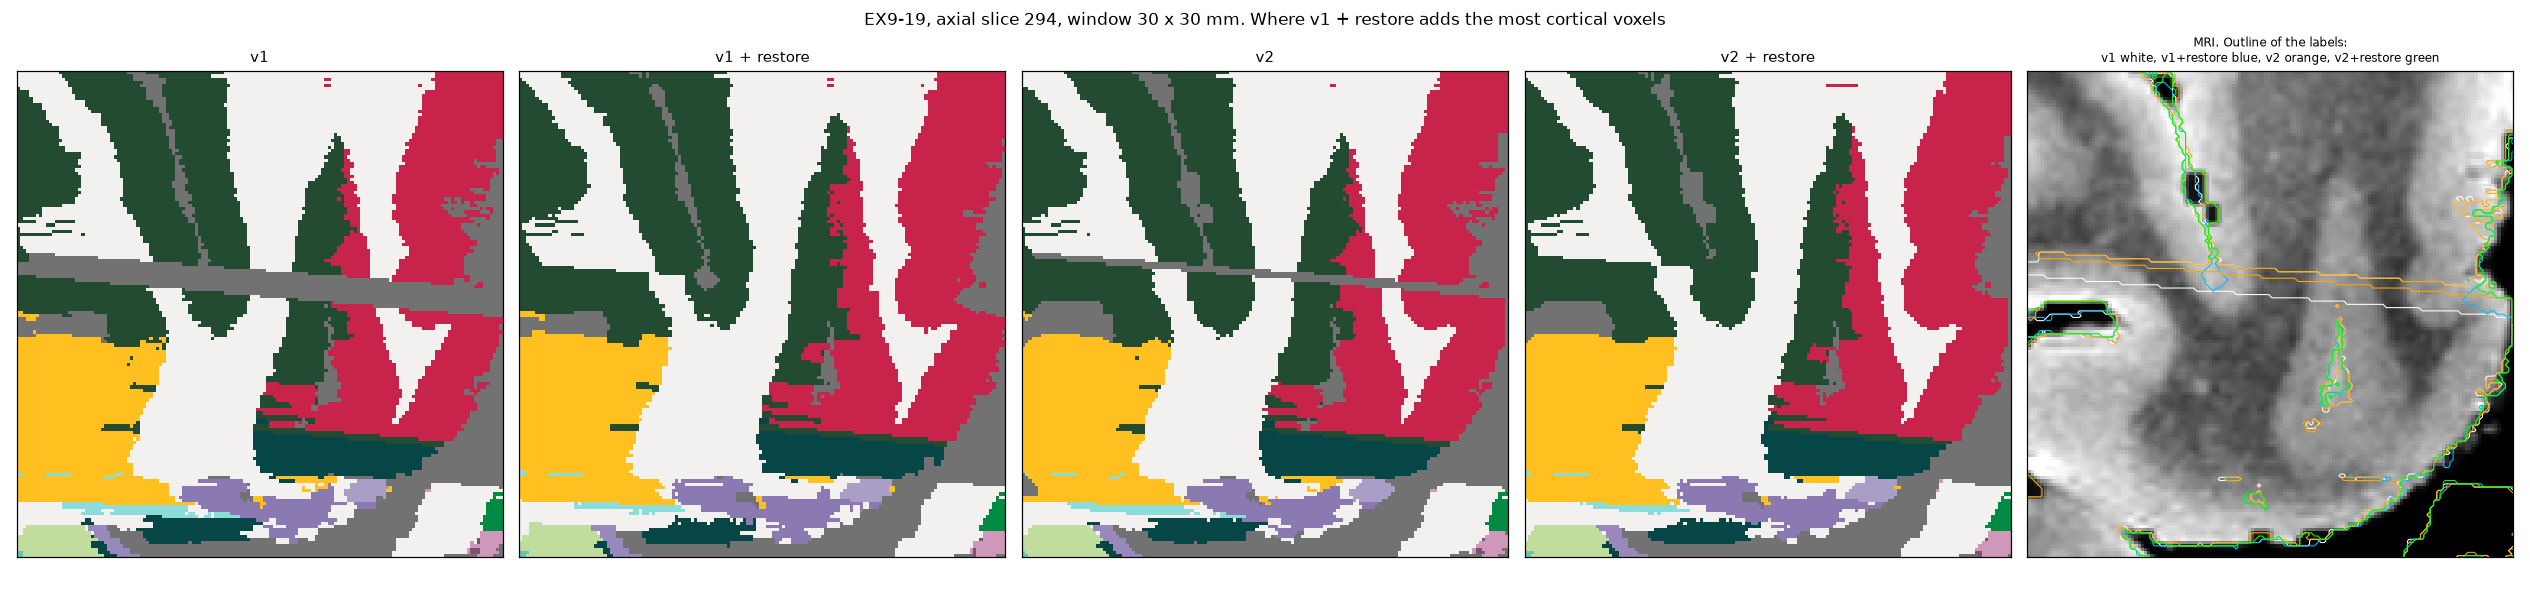 EX9-19, axial slice 294, window 30 x 30 mm. Where v1 + restore adds the most cortical voxels
v1
v1 + restore
v2
v2 + restore
MRI. Outline of the labels:
v1 white, v1+restore blue, v2 orange, v2+restore green